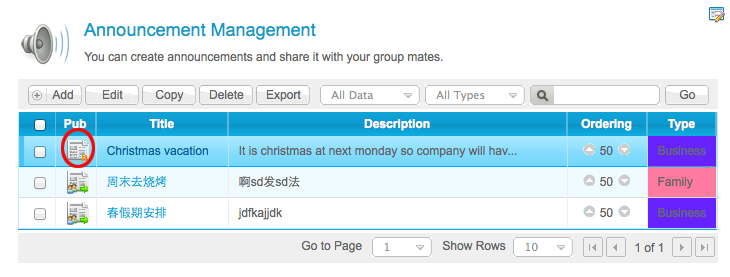 Announcement Management
You can create announcements and share it with your group mates.
Add Edit Copy Delete Export All Data All Types Go
Pub Title Description Ordering Type
Christmas vacation It is christmas at next monday so company will hav... 50 Business
周末去烧烤 啊sd发sd法 50 Family
春假期安排 jdfkajjdk 50 Business
Go to Page 1 Show Rows 10 1 of 1